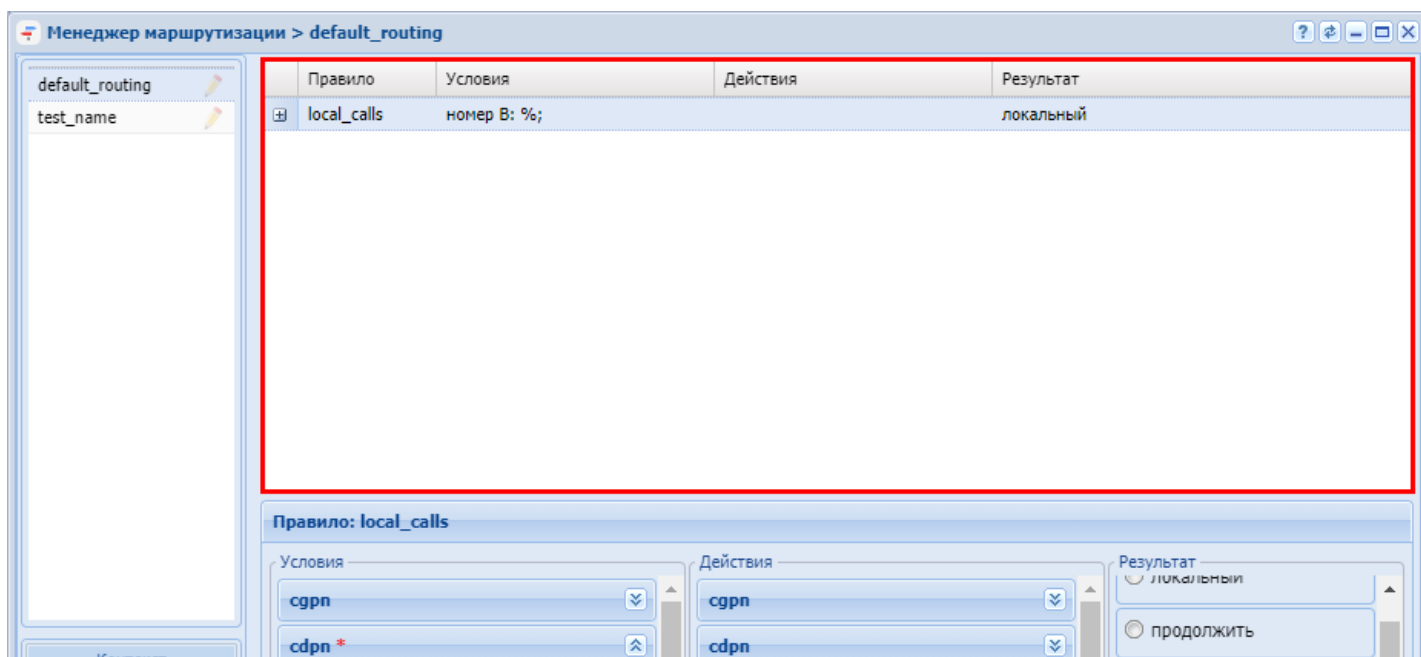 Менеджер маршрутизации > default_routing
default_routing
test_name
Правило Условия Действия Результат
local_calls номер B: %; локальный
Правило: local_calls
Условия Действия Результат
локальный
cgpn cgpn
продолжить
cdpn * cdpn